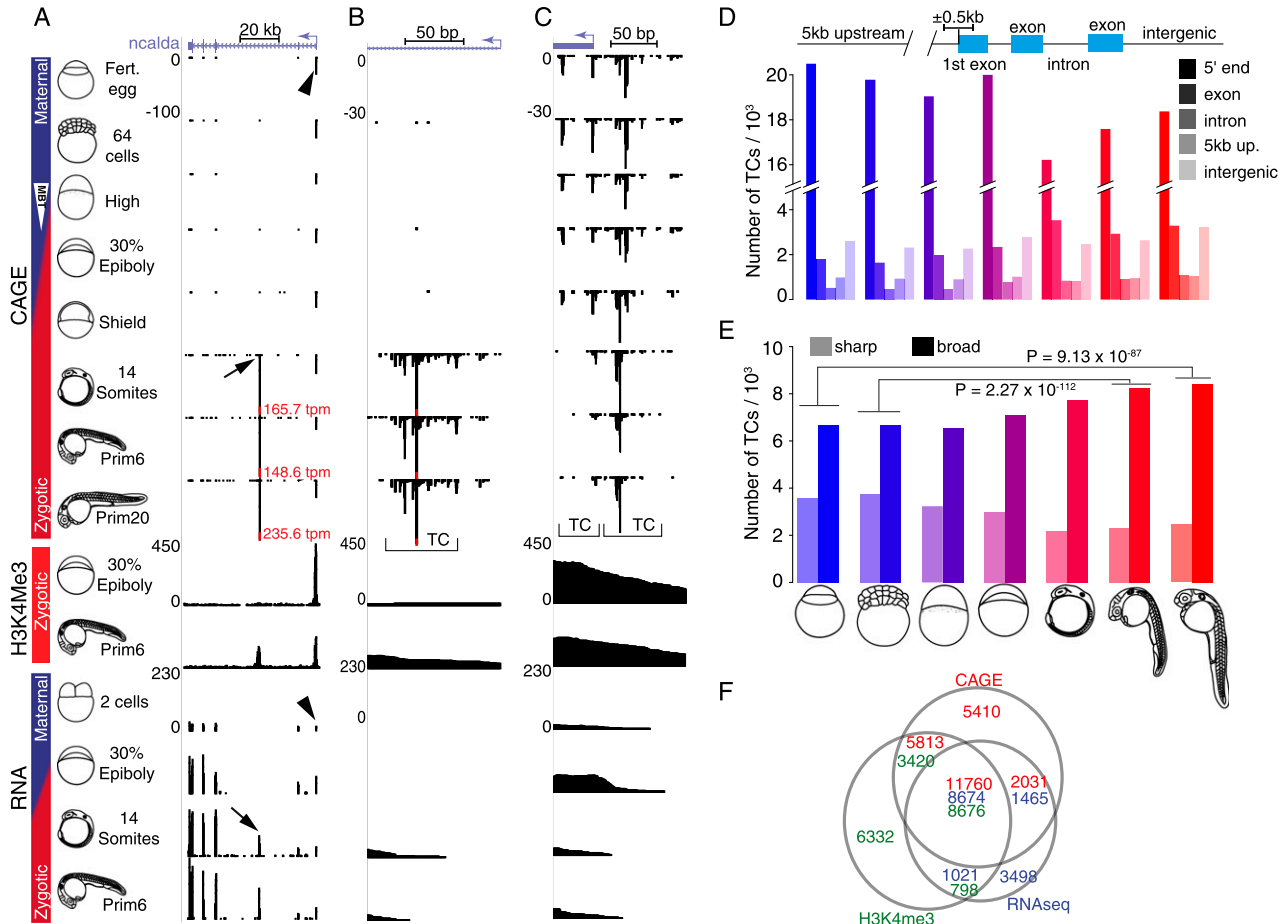 A
B
C
D
20 kb
50 bp
50 bp
ncalda
CAGE
Maternal
MBT
Zygotic
0
-100
Fert.
egg
64
cells
High
30%
Epiboly
Shield
14
Somites
Prim6
Prim20
165.7 tpm
148.6 tpm
235.6 tpm
0
-30
TC
0
-30
TC
TC
H3K4Me3
Zygotic
30%
Epiboly
Prim6
450
0
230
450
0
230
450
0
230
RNA
Maternal
Zygotic
2 cells
30%
Epiboly
14
Somites
Prim6
0
0
0
±0.5kb
5kb upstream
exon
exon
intergenic
1st exon
intron
Number of TCs / 10³
20
18
16
4
2
0
5' end
exon
intron
5kb up.
intergenic
E
sharp
broad
P = 9.13 x 10⁻⁸⁷
P = 2.27 x 10⁻¹¹²
Number of TCs / 10³
10
8
6
4
2
0
F
CAGE
5410
5813
3420
11760
8674
8676
2031
1465
6332
1021
798
3498
RNAseq
H3K4me3